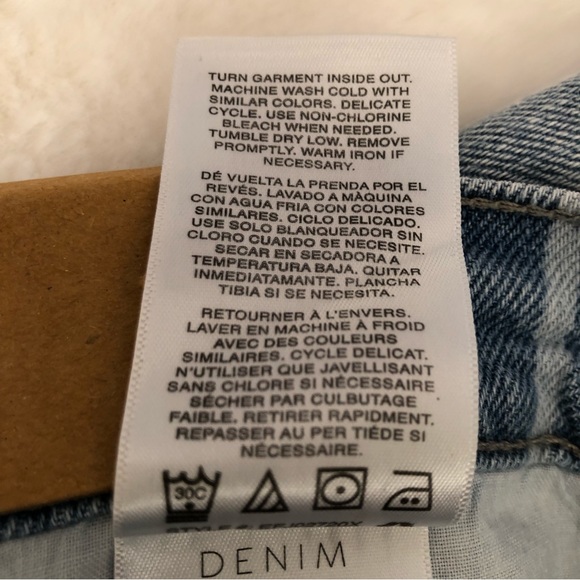 TURN GARMENT INSIDE OUT.
MACHINE WASH COLD WITH
SIMILAR COLORS. DELICATE
CYCLE. USE NON-CHLORINE
BLEACH WHEN NEEDED.
TUMBLE DRY LOW. REMOVE
PROMPTLY. WARM IRON IF
NECESSARY.
DÉ VUELTA LA PRENDA POR EL
REVÉS. LAVADO A MÀQUINA
CON AGUA FRIA CON COLORES
SIMILARES. CICLO DELICADO.
USE SOLO BLANQUEADOR SIN
CLORO CUANDO SE NECESITE.
SECAR EN SECADORA A
TEMPERATURA BAJA. QUITAR
INMEDIATAMANTE. PLANCHA
TIBIA SI SE NECESITA.
RETOURNER À L'ENVERS.
LAVER EN MACHINE À FROID
AVEC DES COULEURS
SIMILAIRES. CYCLE DELICAT.
N'UTILISER QUE JAVELLISANT
SANS CHLORE SI NÉCESSAIRE
SÉCHER PAR CULBUTAGE
FAIBLE. RETIRER RAPIDMENT.
REPASSER AU PER TIÉDE SI
NÉCESSAIRE.
30C
DENIM